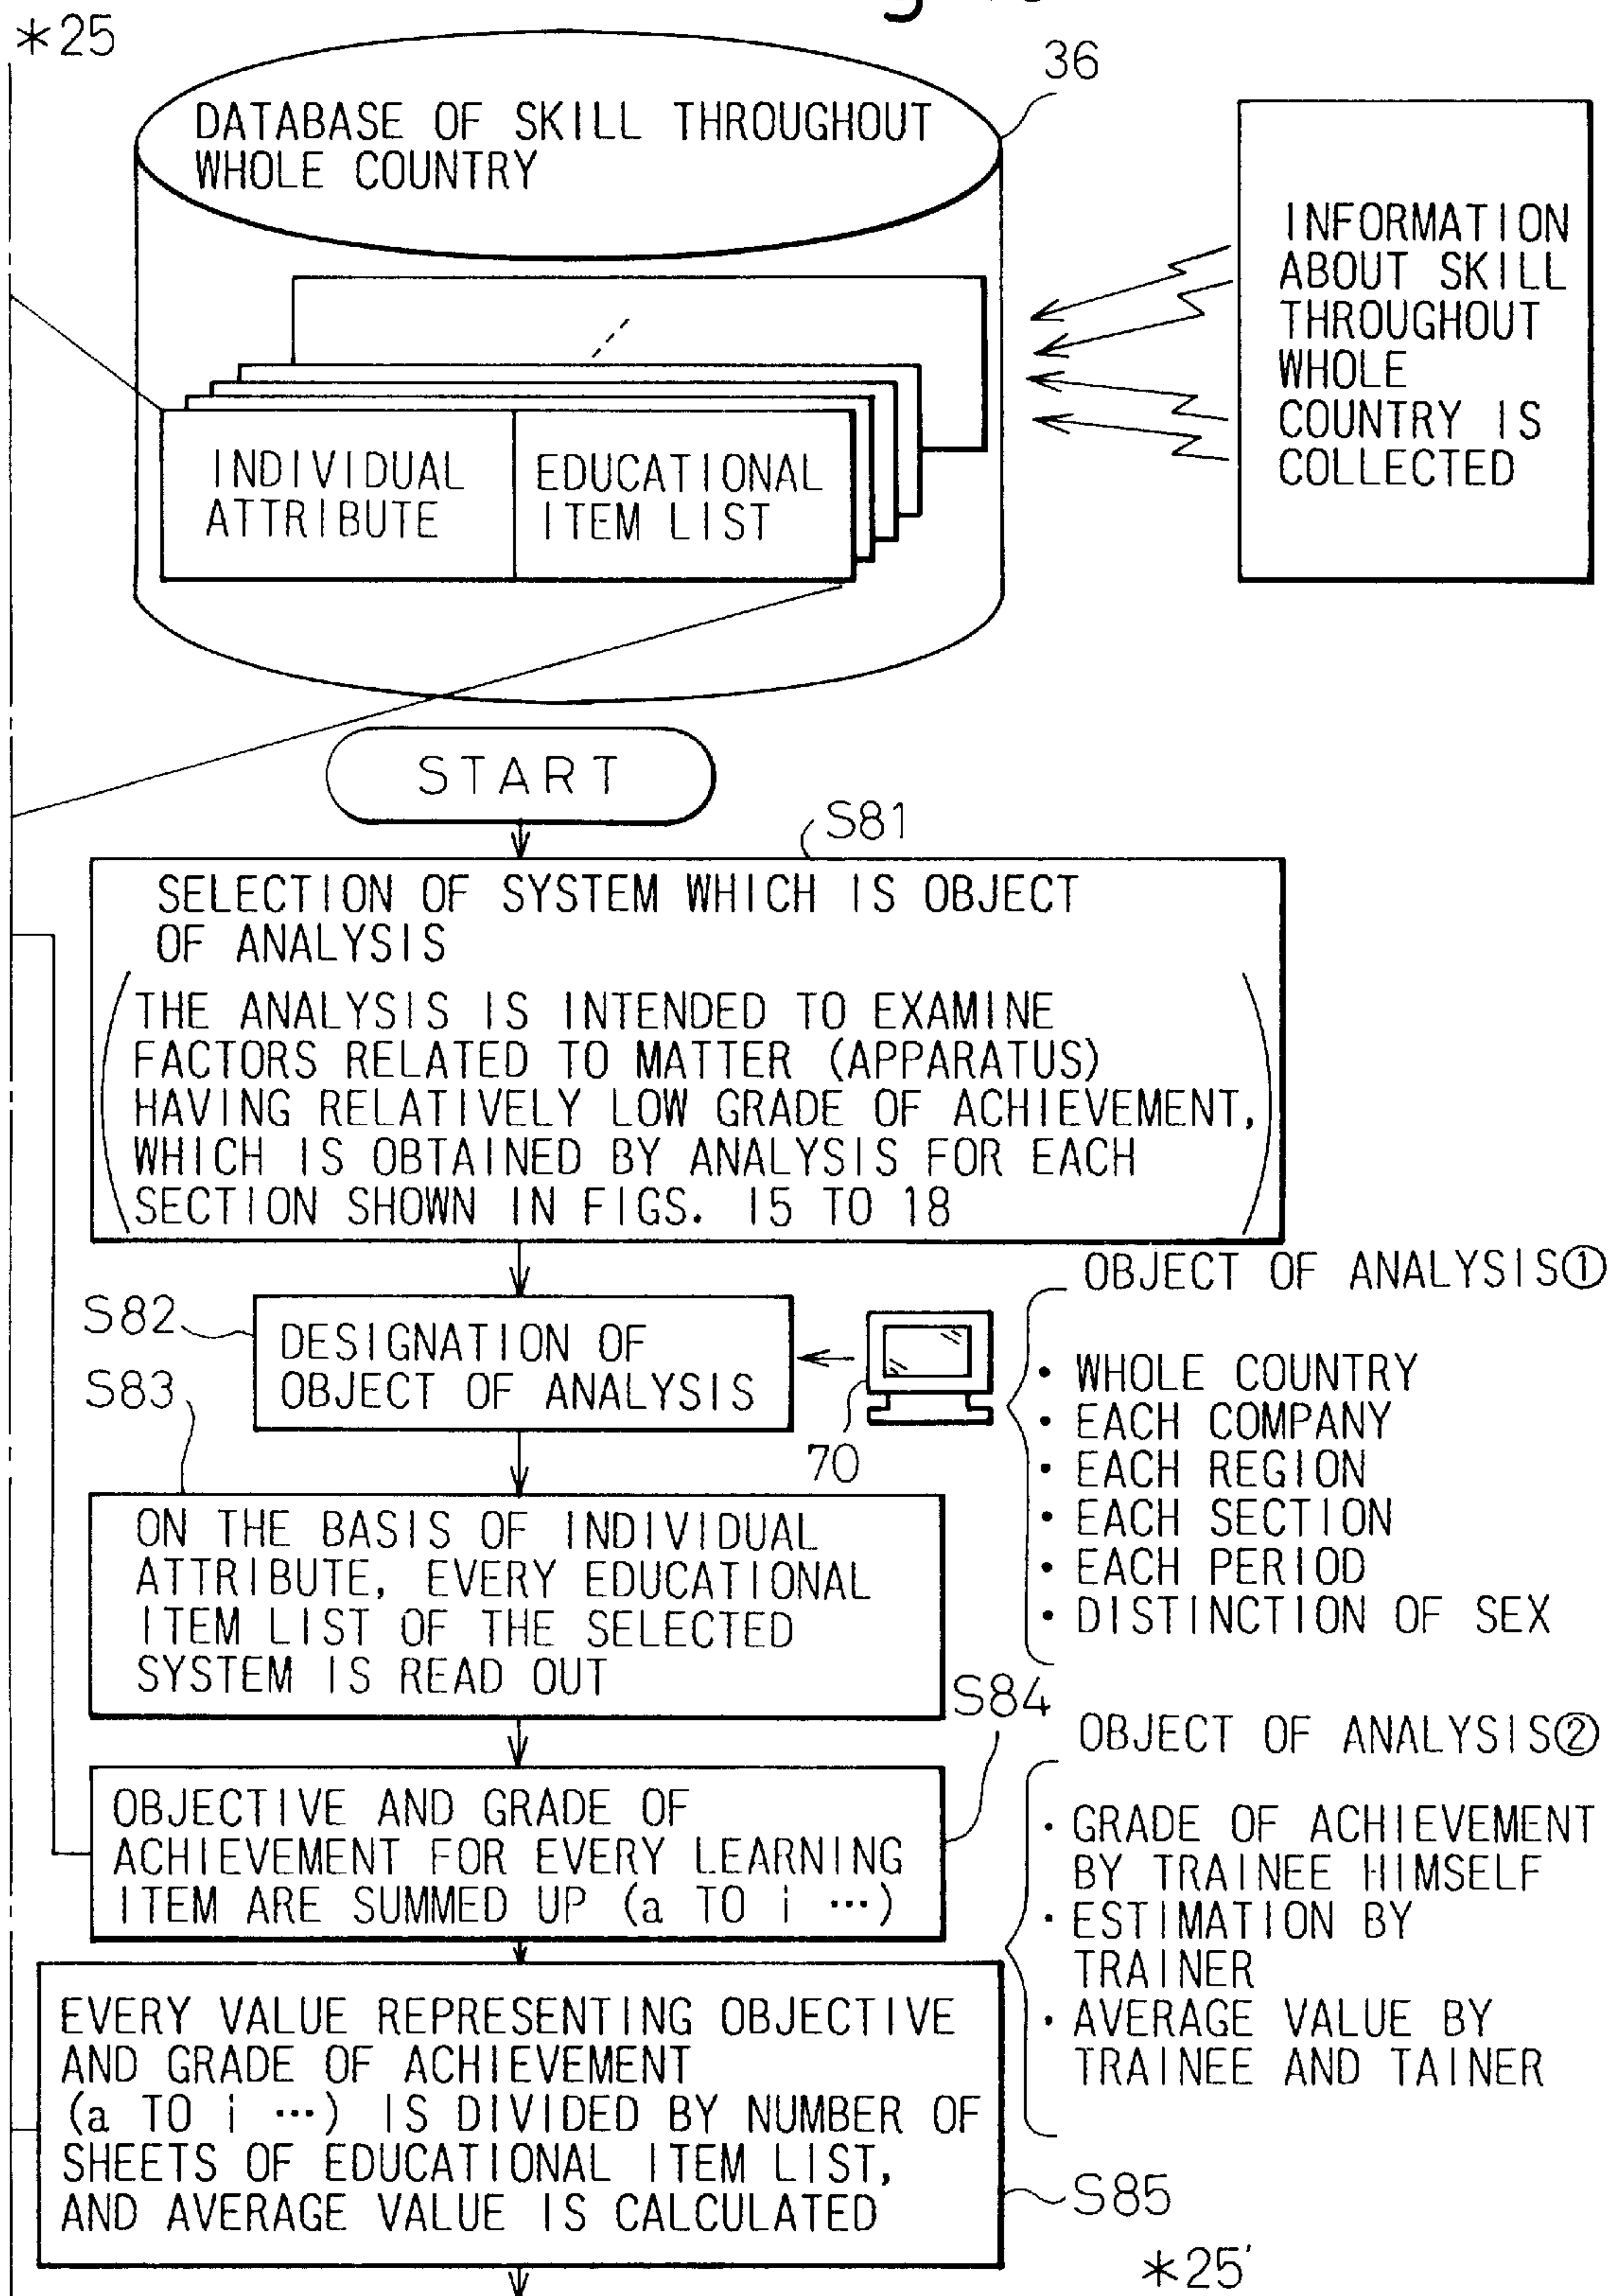 *25
36
DATABASE OF SKILL THROUGHOUT
WHOLE COUNTRY
INFORMATION
ABOUT SKILL
THROUGHOUT
WHOLE
COUNTRY IS
COLLECTED
INDIVIDUAL
ATTRIBUTE
EDUCATIONAL
ITEM LIST
START
S81
SELECTION OF SYSTEM WHICH IS OBJECT
OF ANALYSIS
THE ANALYSIS IS INTENDED TO EXAMINE
FACTORS RELATED TO MATTER (APPARATUS)
HAVING RELATIVELY LOW GRADE OF ACHIEVEMENT,
WHICH IS OBTAINED BY ANALYSIS FOR EACH
SECTION SHOWN IN FIGS. 15 TO 18
S82
DESIGNATION OF
OBJECT OF ANALYSIS
70
OBJECT OF ANALYSIS①
• WHOLE COUNTRY
• EACH COMPANY
• EACH REGION
• EACH SECTION
• EACH PERIOD
• DISTINCTION OF SEX
S83
ON THE BASIS OF INDIVIDUAL
ATTRIBUTE, EVERY EDUCATIONAL
ITEM LIST OF THE SELECTED
SYSTEM IS READ OUT
S84
OBJECTIVE AND GRADE OF
ACHIEVEMENT FOR EVERY LEARNING
ITEM ARE SUMMED UP (a TO i ···)
OBJECT OF ANALYSIS②
• GRADE OF ACHIEVEMENT
BY TRAINEE HIMSELF
• ESTIMATION BY
TRAINER
• AVERAGE VALUE BY
TRAINEE AND TAINER
EVERY VALUE REPRESENTING OBJECTIVE
AND GRADE OF ACHIEVEMENT
(a TO i ···) IS DIVIDED BY NUMBER OF
SHEETS OF EDUCATIONAL ITEM LIST,
AND AVERAGE VALUE IS CALCULATED
S85
*25'